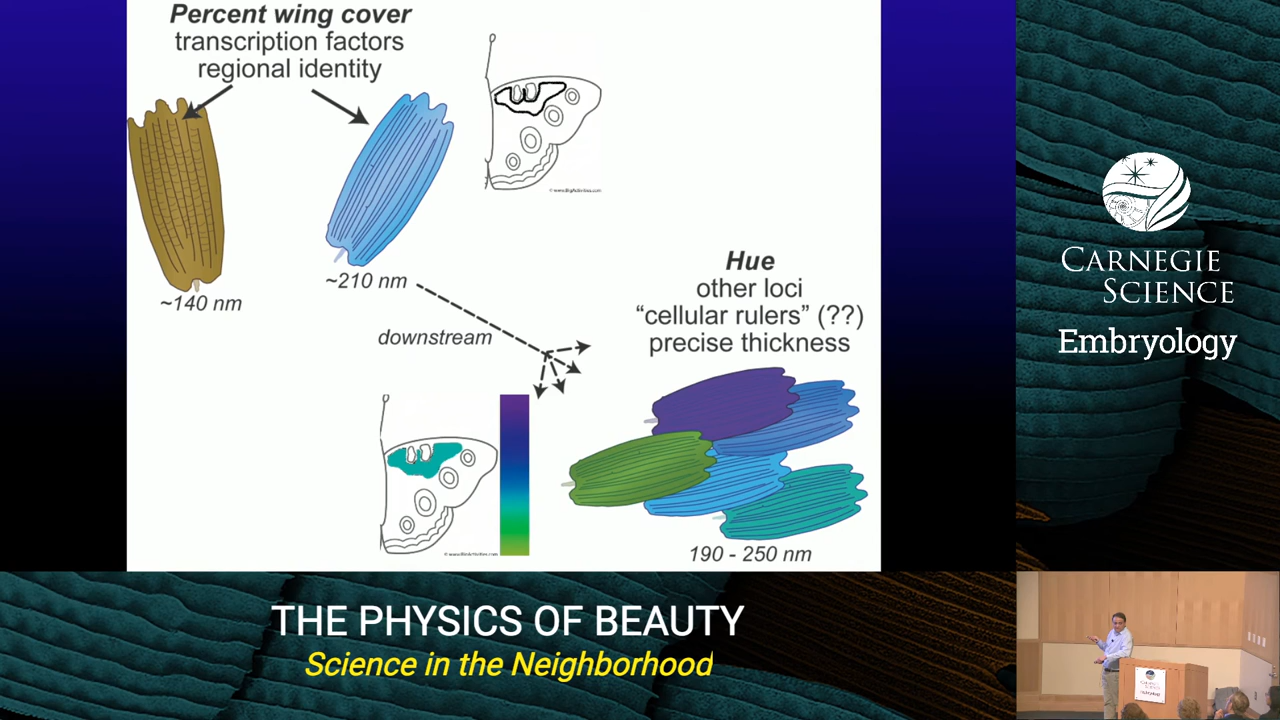 Percent wing cover
transcription factors
regional identity
~140 nm
~210 nm
downstream
Hue
other loci
“cellular rulers” (??)
precise thickness
190 - 250 nm
CARNEGIE
SCIENCE
Embryology
THE PHYSICS OF BEAUTY
Science in the Neighborhood